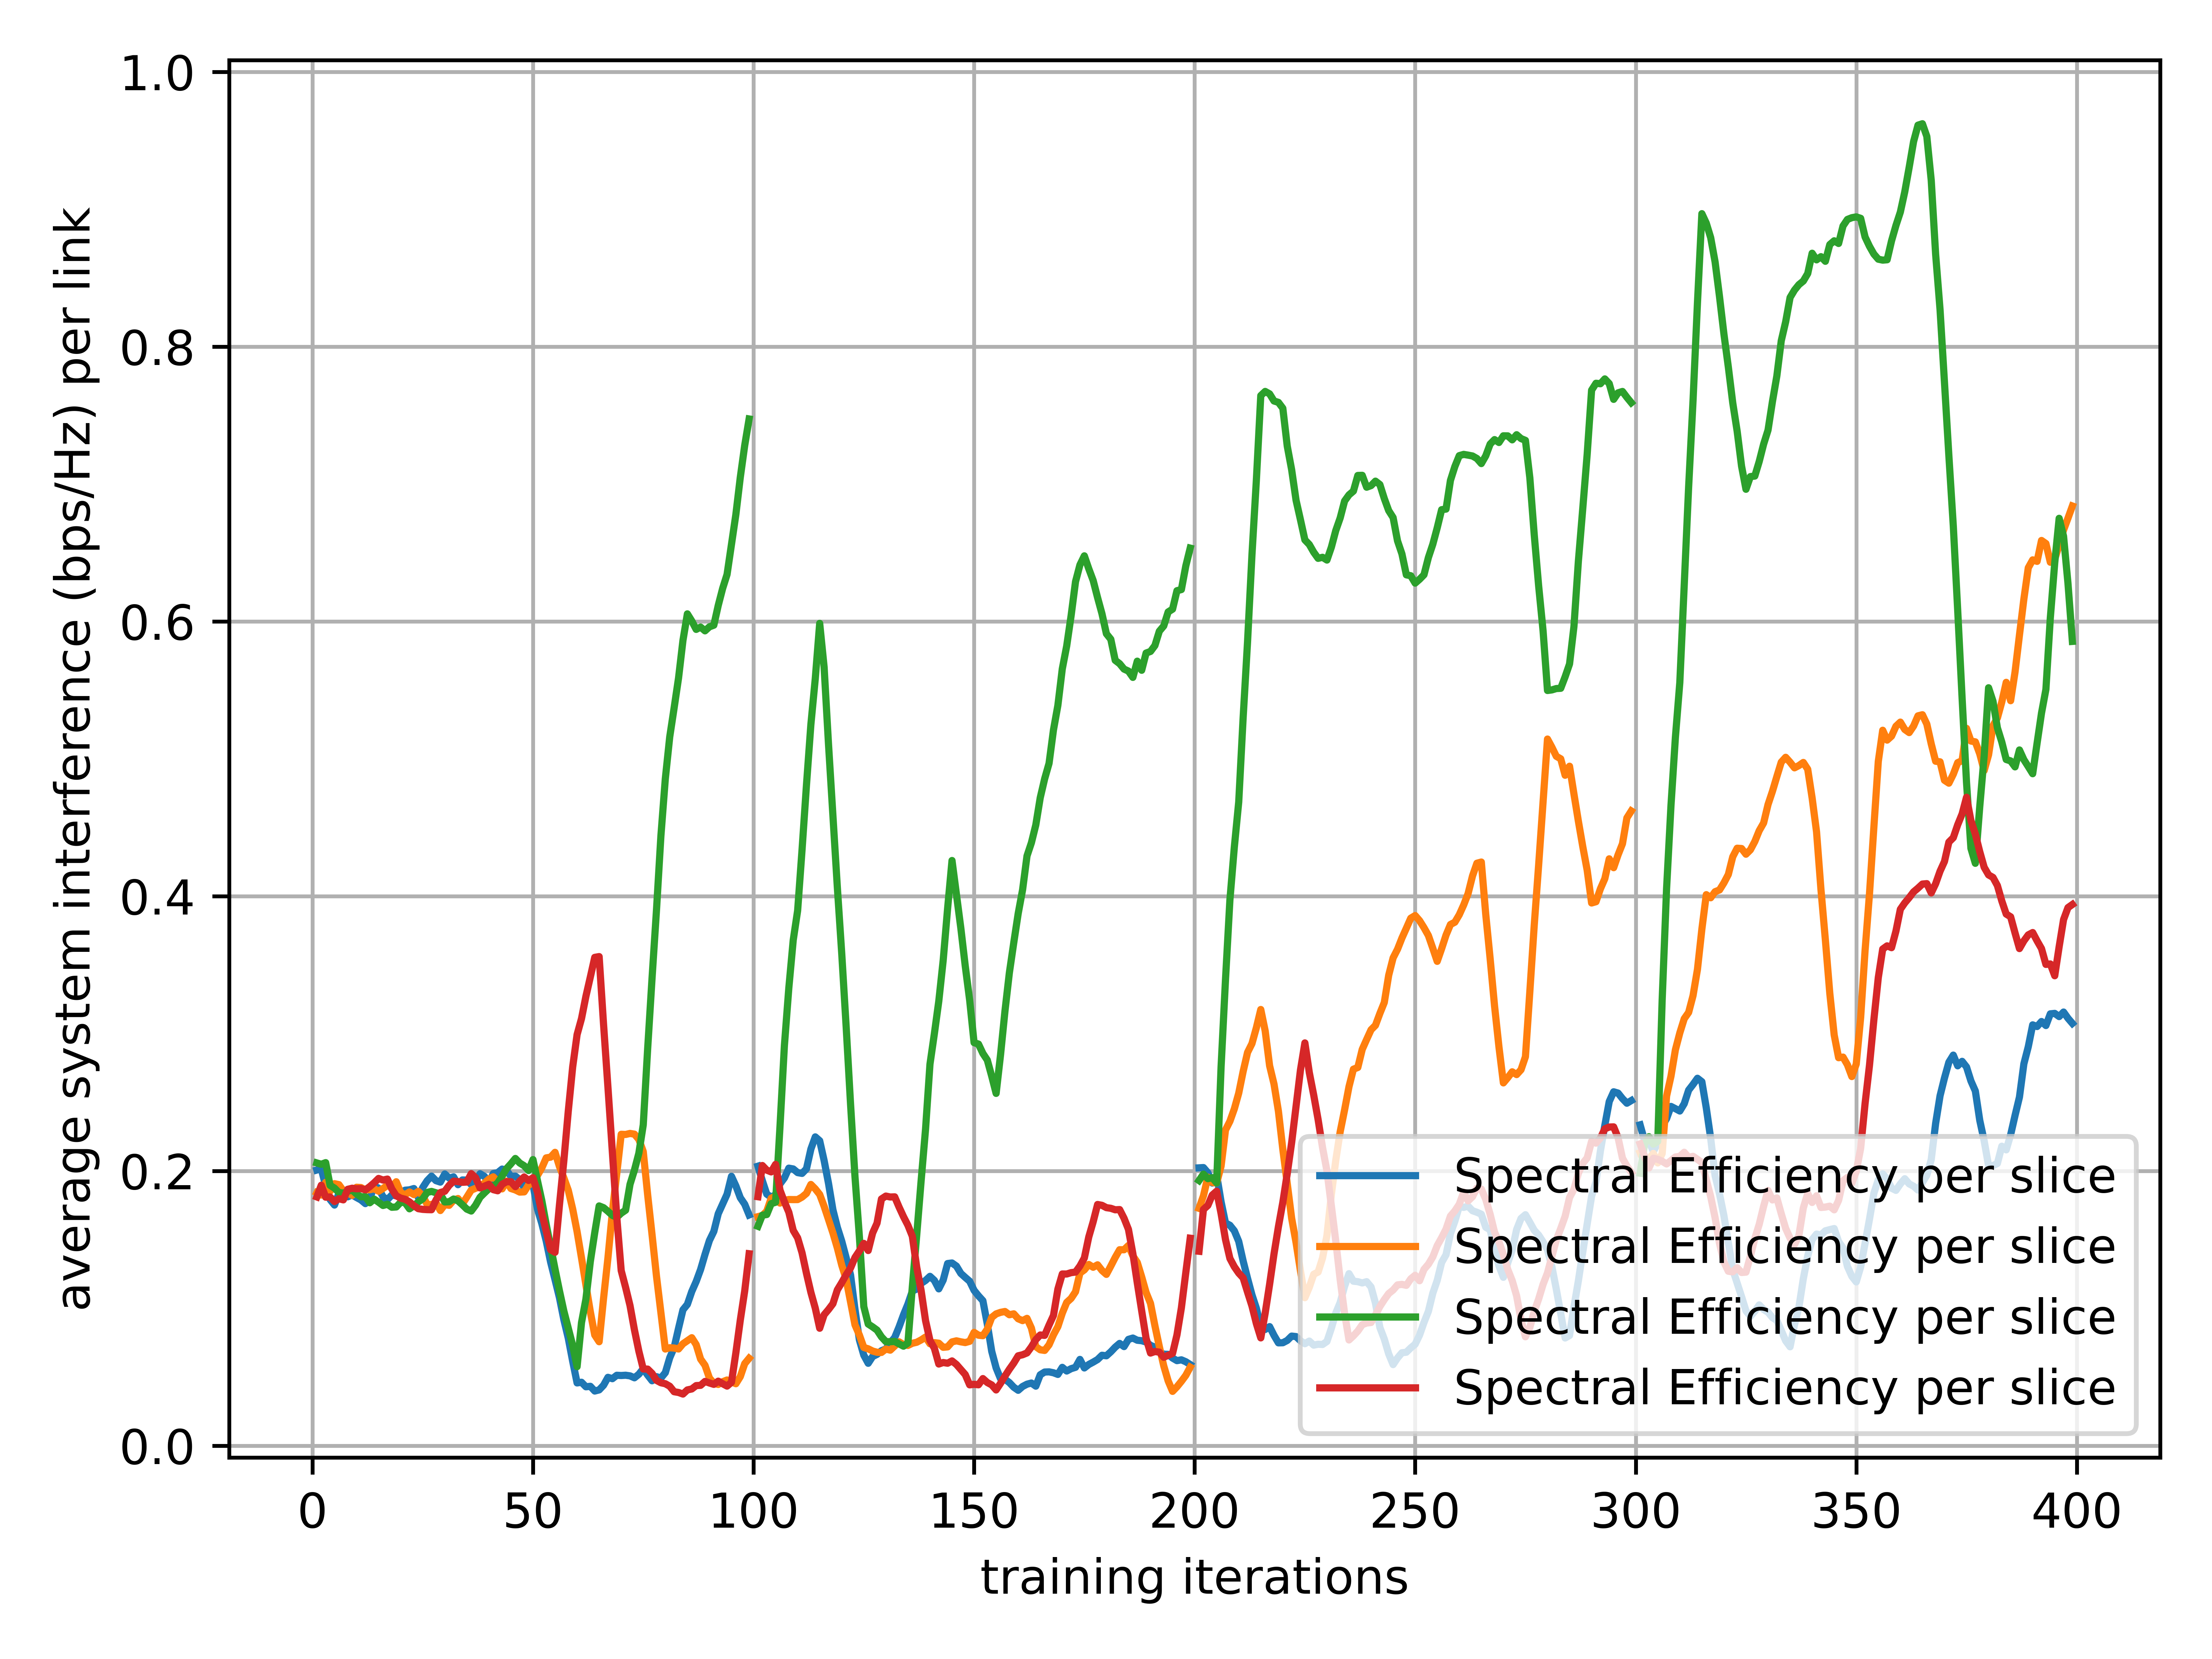 average system interference (bps/Hz) per link
1.0
0.8
0.6
0.4
0.2
0.0
Spectral Efficiency per slice
Spectral Efficiency per slice
Spectral Efficiency per slice
Spectral Efficiency per slice
0 50 100 150 200 250 300 350 400
training iterations